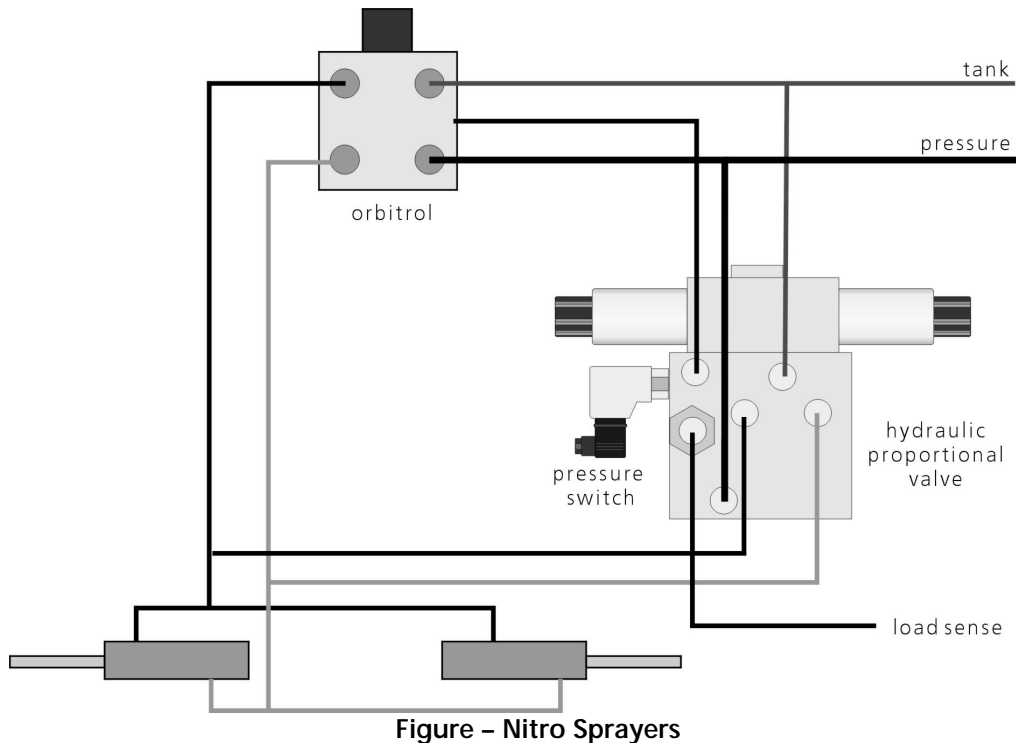 tank
pressure
orbitrol
hydraulic
proportional
valve
pressure
switch
load sense
Figure – Nitro Sprayers